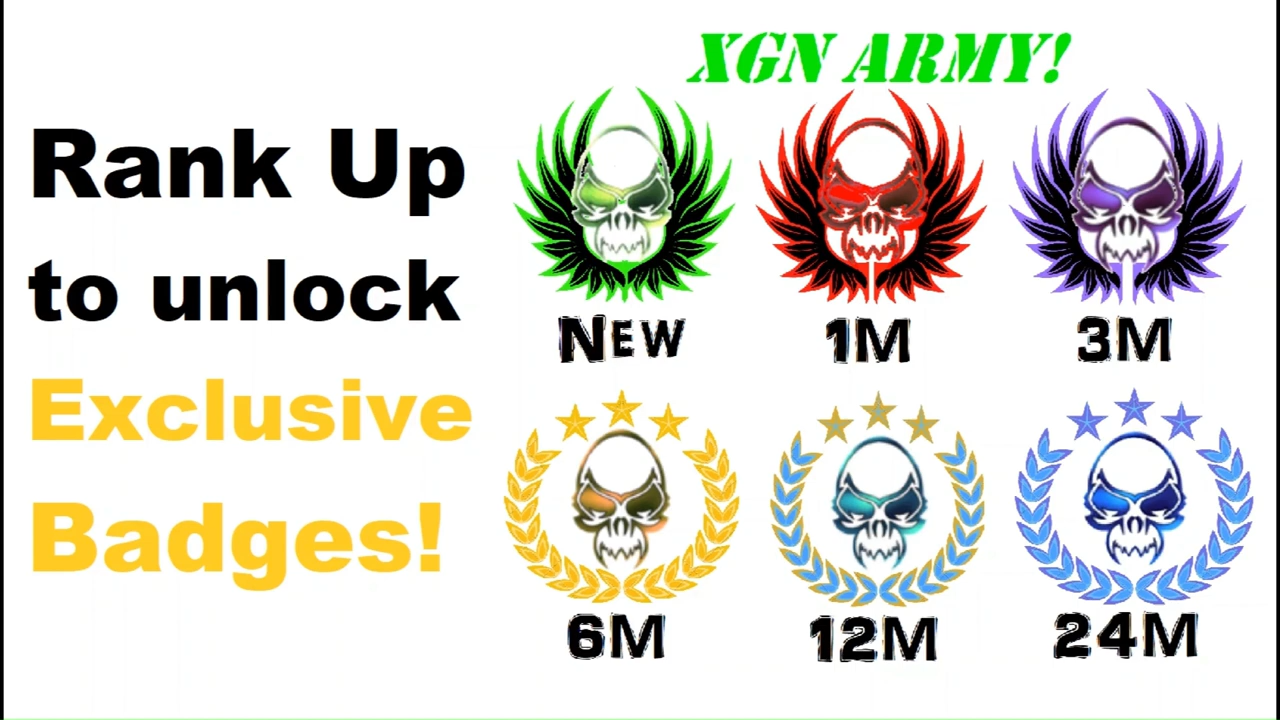 Rank Up
to unlock
Exclusive
Badges!
XGN ARMY!
New
1M
3M
6M
12M
24M